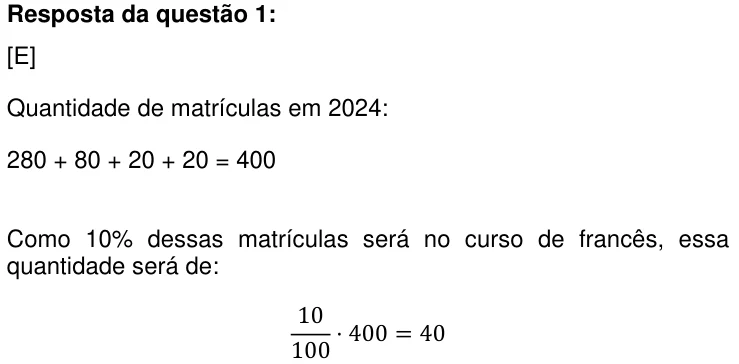 Resposta da questão 1:
[E]
Quantidade de matrículas em 2024:
280 + 80 + 20 + 20 = 400
Como 10% dessas matrículas será no curso de francês, essa
quantidade será de:
10/100 · 400 = 40